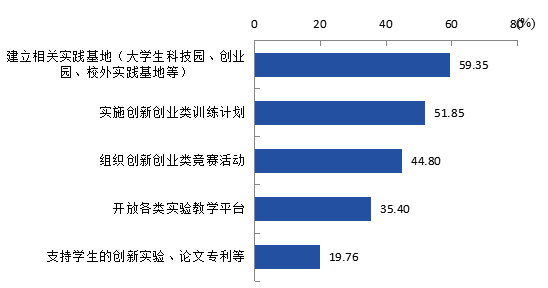 0 20 40 60 80 (%)
建立相关实践基地（大学生科技园、创业
园、校外实践基地等） 59.35
实施创新创业类训练计划 51.85
组织创新创业类竞赛活动 44.80
开放各类实验教学平台 35.40
支持学生的创新实验、论文专利等 19.76